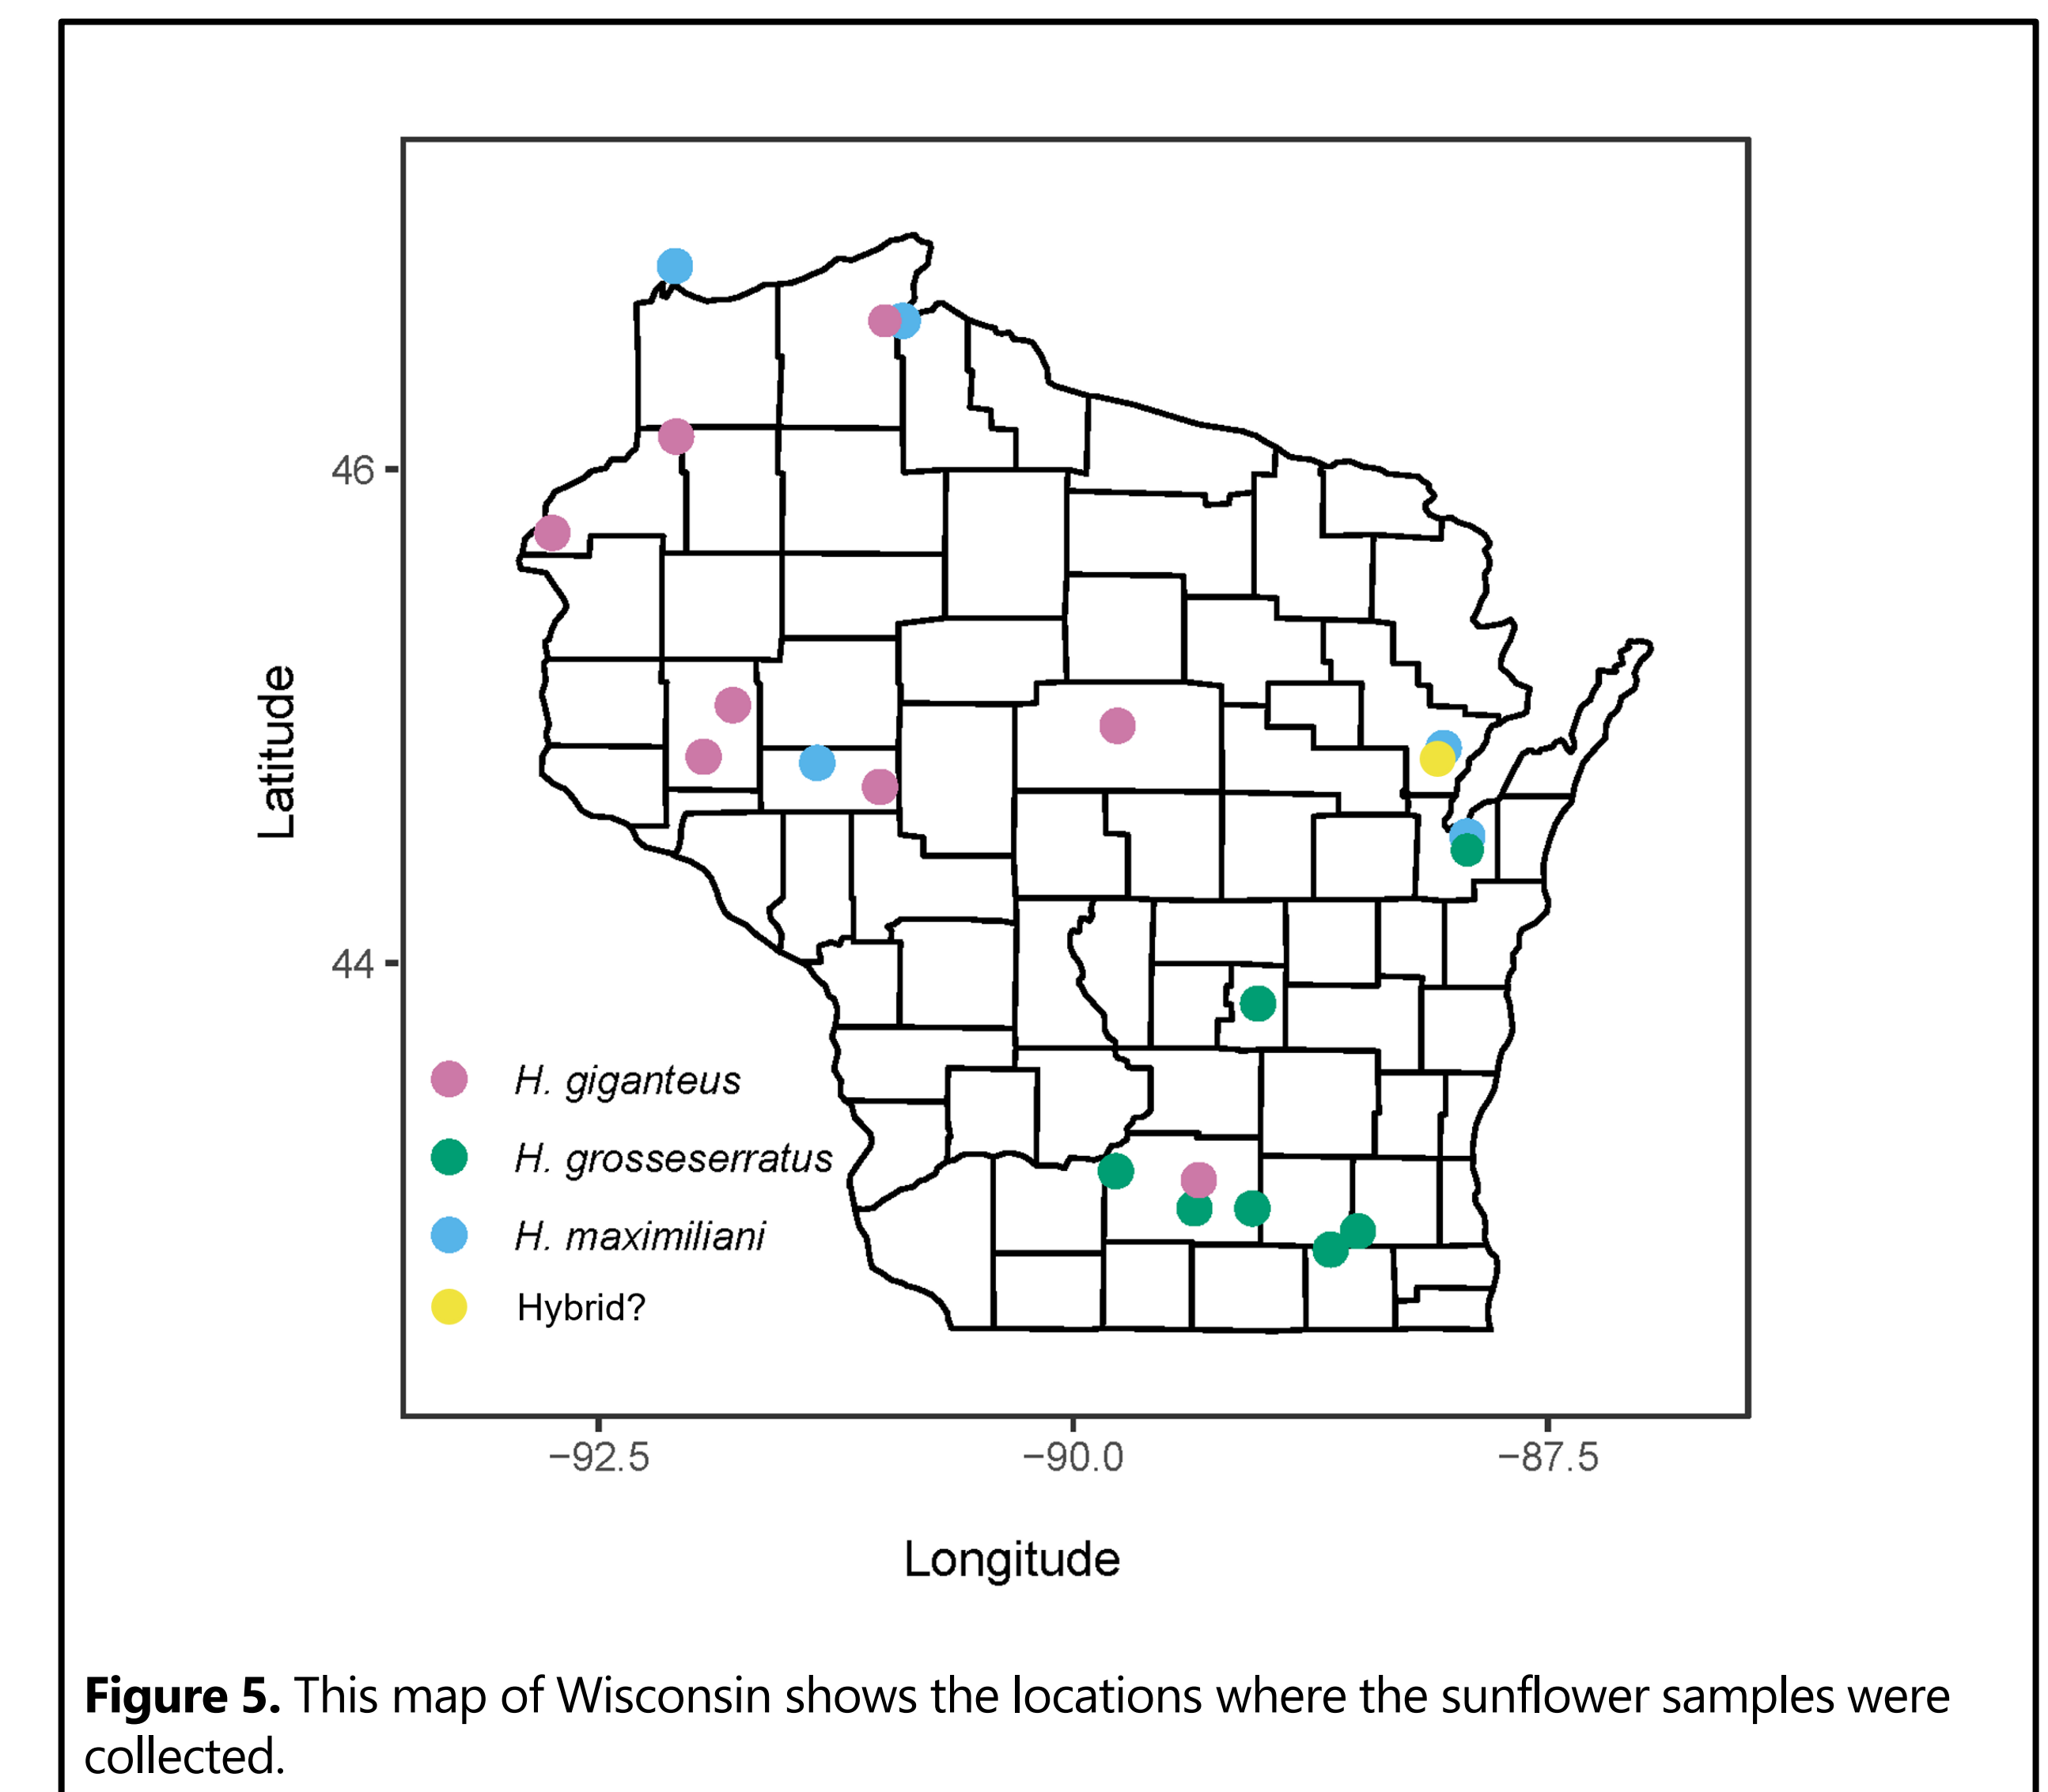 46
44
Latitude
H. giganteus
H. grosseserratus
H. maximiliani
Hybrid?
−92.5
−90.0
−87.5
Longitude
Figure 5. This map of Wisconsin shows the locations where the sunflower samples were
collected.